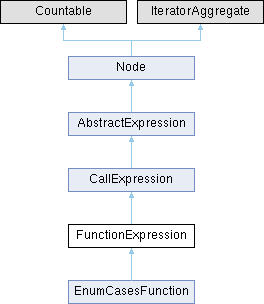 Countable
IteratorAggregate
Node
AbstractExpression
CallExpression
FunctionExpression
EnumCasesFunction